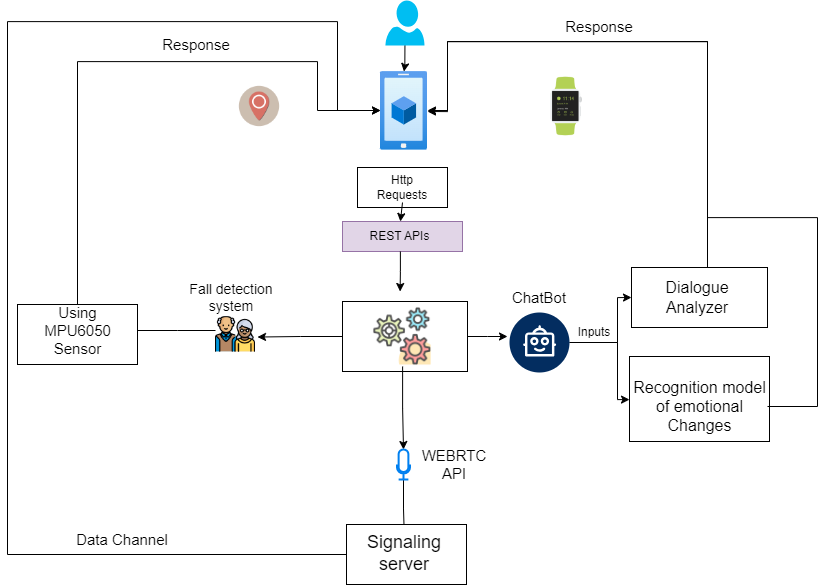 Response
Response
Http
Requests
REST APIs
Fall detection
system
Using
MPU6050
Sensor
ChatBot
Inputs
Dialogue
Analyzer
Recognition model
of emotional
Changes
WEBRTC
API
Data Channel
Signaling
server